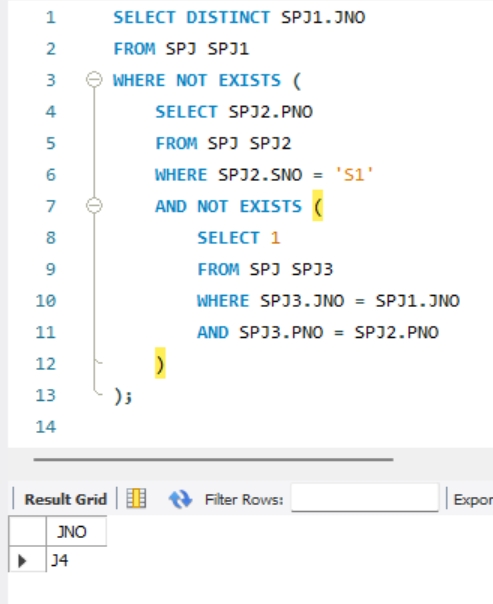 1 SELECT DISTINCT SPJ1.JNO
2 FROM SPJ SPJ1
3 WHERE NOT EXISTS (
4 SELECT SPJ2.PNO
5 FROM SPJ SPJ2
6 WHERE SPJ2.SNO = 'S1'
7 AND NOT EXISTS (
8 SELECT 1
9 FROM SPJ SPJ3
10 WHERE SPJ3.JNO = SPJ1.JNO
11 AND SPJ3.PNO = SPJ2.PNO
12 )
13 );
14
Result Grid Filter Rows: Expor
JNO
J4